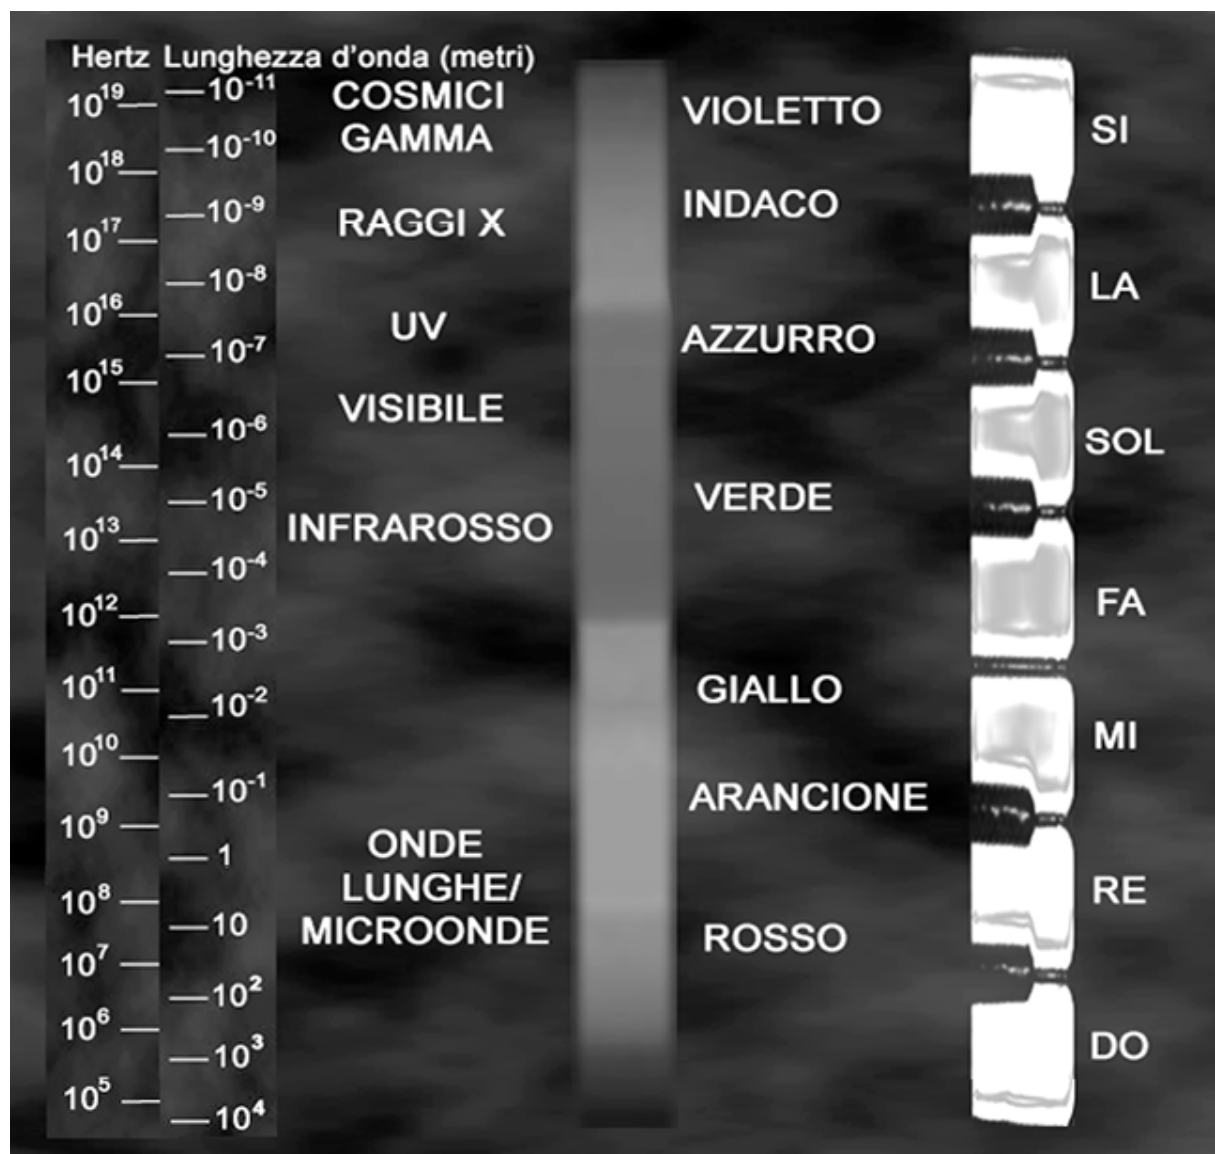 Hertz Lunghezza d'onda (metri)
10¹⁹
10¹⁸
10¹⁷
10¹⁶
10¹⁵
10¹⁴
10¹³
10¹²
10¹¹
10¹⁰
10⁹
10⁸
10⁷
10⁶
10⁵
10⁻¹¹
10⁻¹⁰
10⁻⁹
10⁻⁸
10⁻⁷
10⁻⁶
10⁻⁵
10⁻⁴
10⁻³
10⁻²
10⁻¹
1
10
10²
10³
10⁴
COSMICI
GAMMA
RAGGI X
UV
VISIBILE
INFRAROSSO
ONDE
LUNGHE/
MICROONDE
VIOLETTO
INDACO
AZZURRO
VERDE
GIALLO
ARANCIONE
ROSSO
SI
LA
SOL
FA
MI
RE
DO